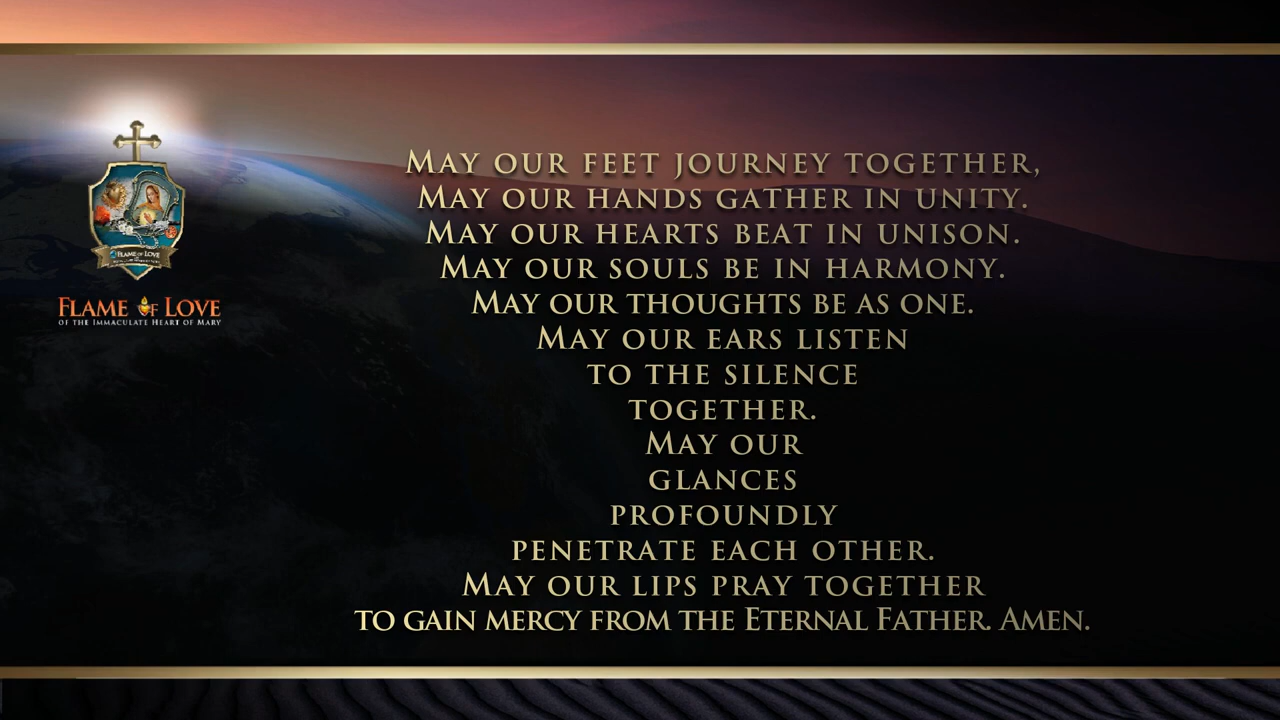 FLAME OF LOVE
FLAME OF LOVE
OF THE IMMACULATE HEART OF MARY
MAY OUR FEET JOURNEY TOGETHER,
MAY OUR HANDS GATHER IN UNITY.
MAY OUR HEARTS BEAT IN UNISON.
MAY OUR SOULS BE IN HARMONY.
MAY OUR THOUGHTS BE AS ONE.
MAY OUR EARS LISTEN
TO THE SILENCE
TOGETHER.
MAY OUR
GLANCES
PROFOUNDLY
PENETRATE EACH OTHER.
MAY OUR LIPS PRAY TOGETHER
TO GAIN MERCY FROM THE ETERNAL FATHER. AMEN.